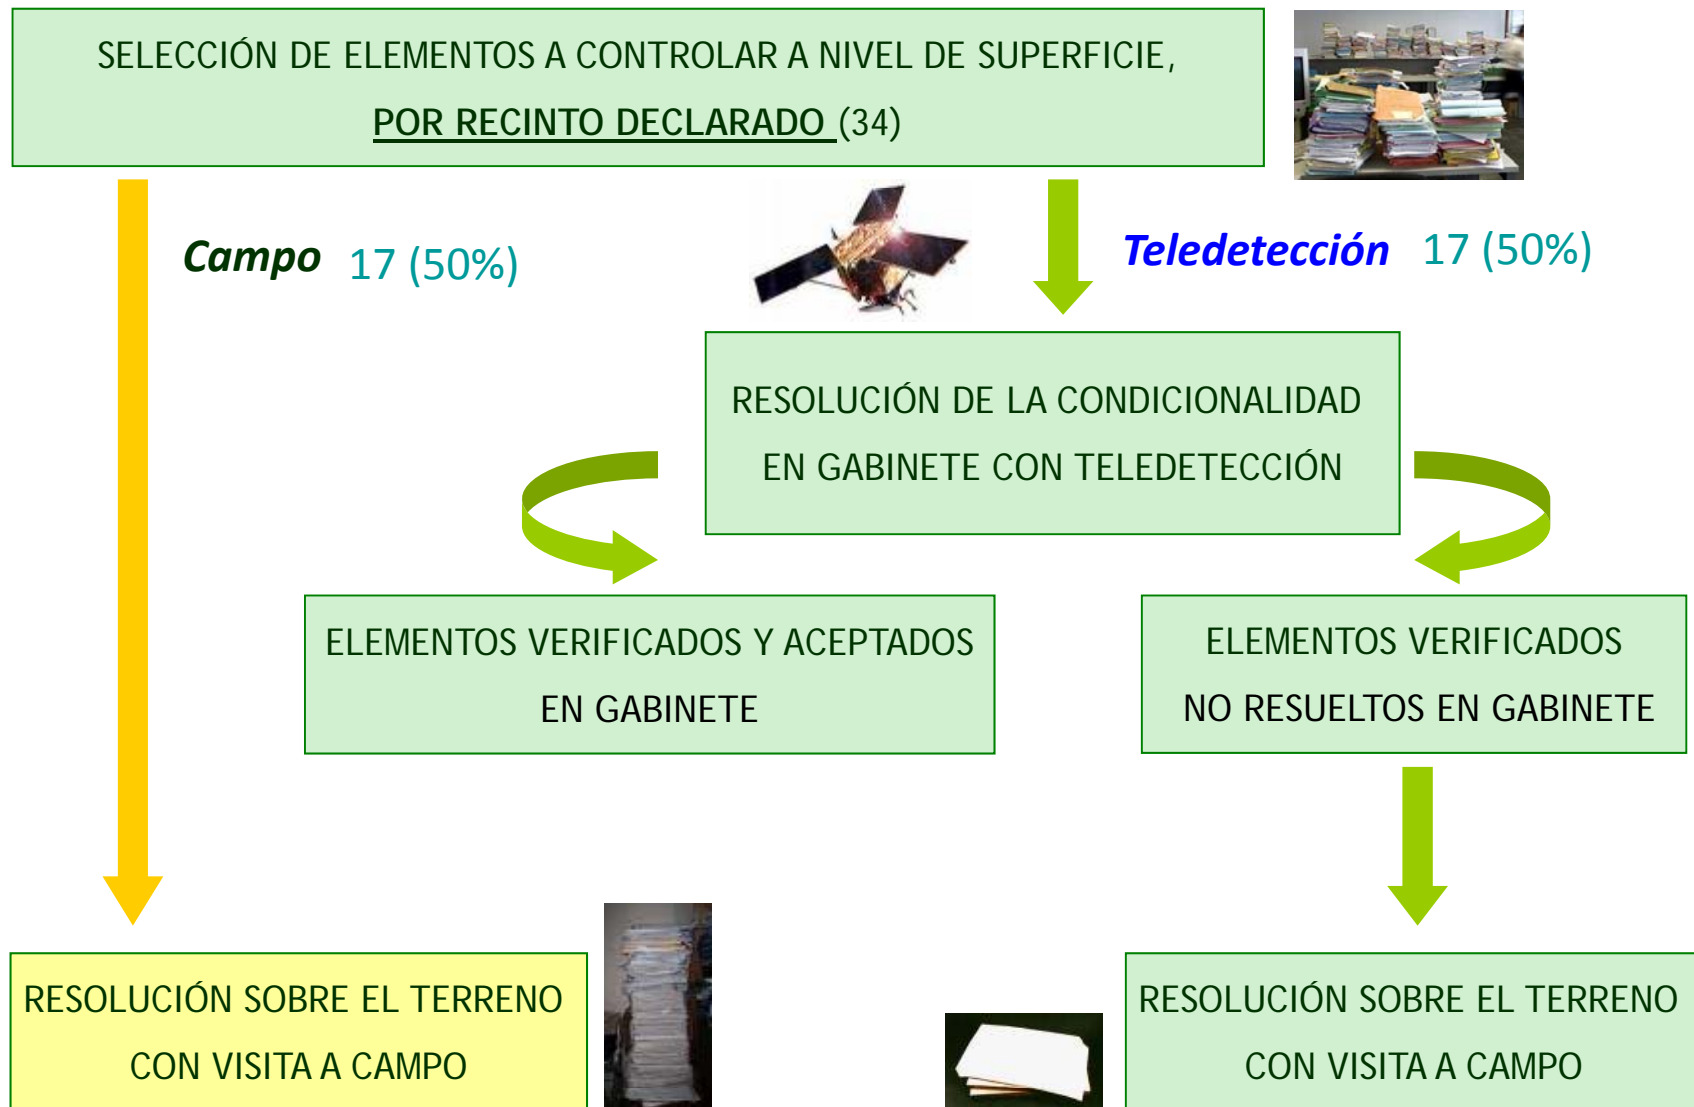 SELECCIÓN DE ELEMENTOS A CONTROLAR A NIVEL DE SUPERFICIE,
POR RECINTO DECLARADO (34)
Campo 17 (50%)
Teledetección 17 (50%)
RESOLUCIÓN DE LA CONDICIONALIDAD
EN GABINETE CON TELEDETECCIÓN
ELEMENTOS VERIFICADOS Y ACEPTADOS
EN GABINETE
ELEMENTOS VERIFICADOS
NO RESUELTOS EN GABINETE
RESOLUCIÓN SOBRE EL TERRENO
CON VISITA A CAMPO
RESOLUCIÓN SOBRE EL TERRENO
CON VISITA A CAMPO